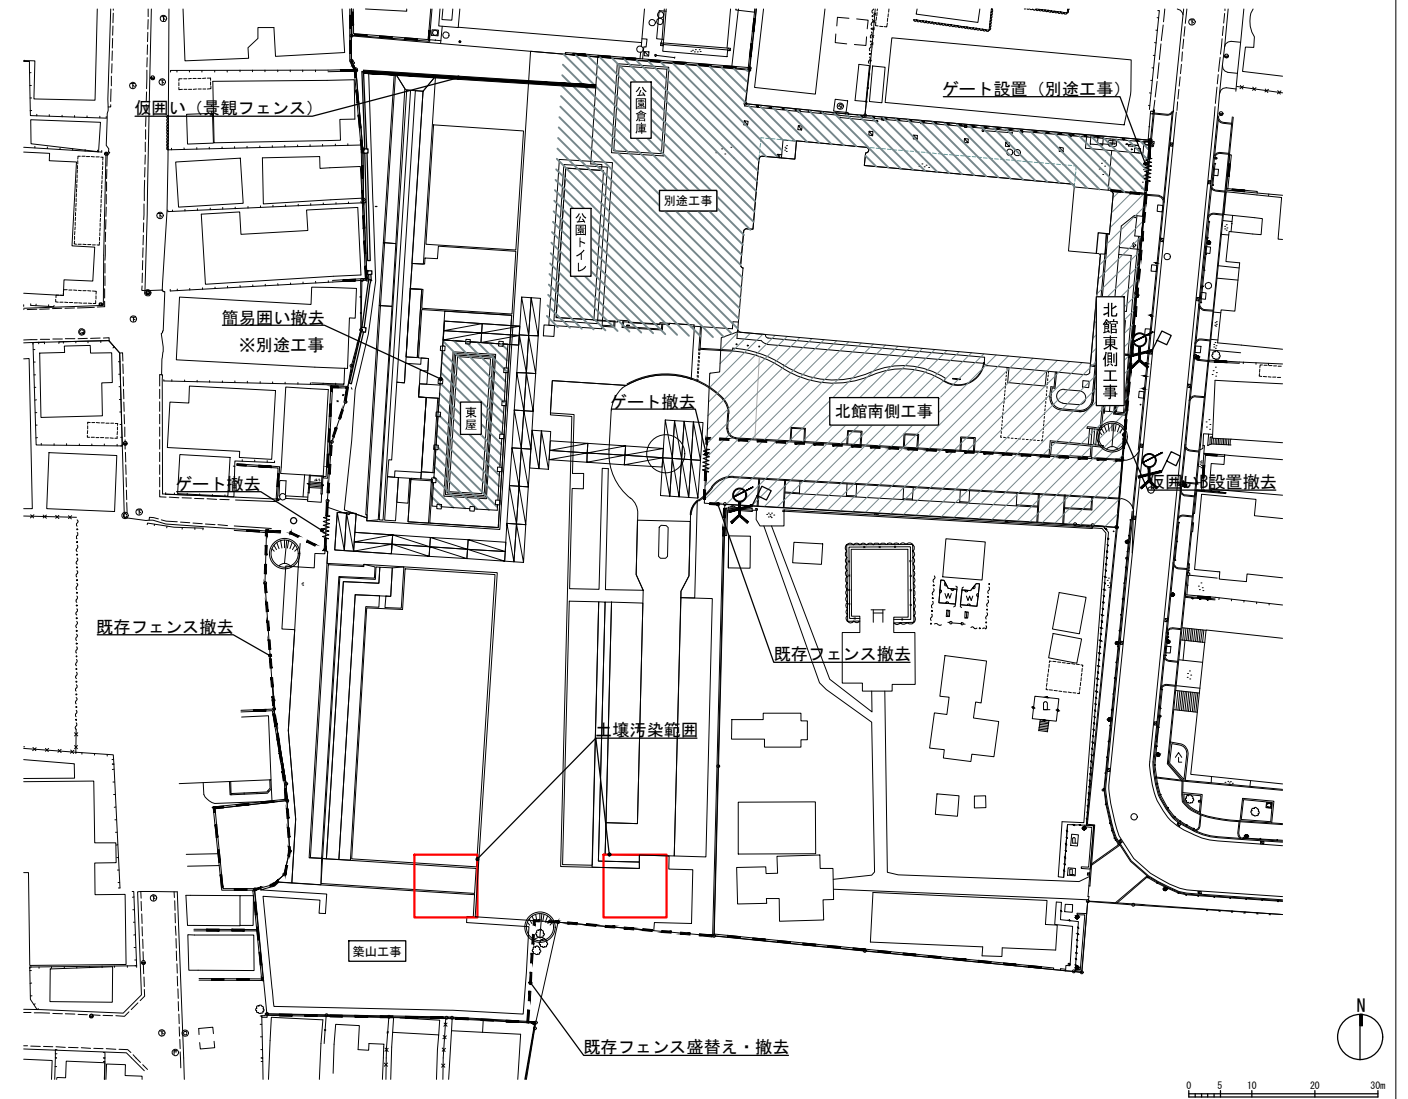 仮囲い（景観フェンス）
公園倉庫
ゲート設置（別途工事）
別途工事
公園トイレ
簡易囲い撤去
※別途工事
北館東側工事
東屋
ゲート撤去
北館南側工事
ゲート撤去
仮囲いB設置撤去
既存フェンス撤去
既存フェンス撤去
W
W
土壌汚染範囲
築山工事
既存フェンス盛替え・撤去
N
0 5 10 20 30m